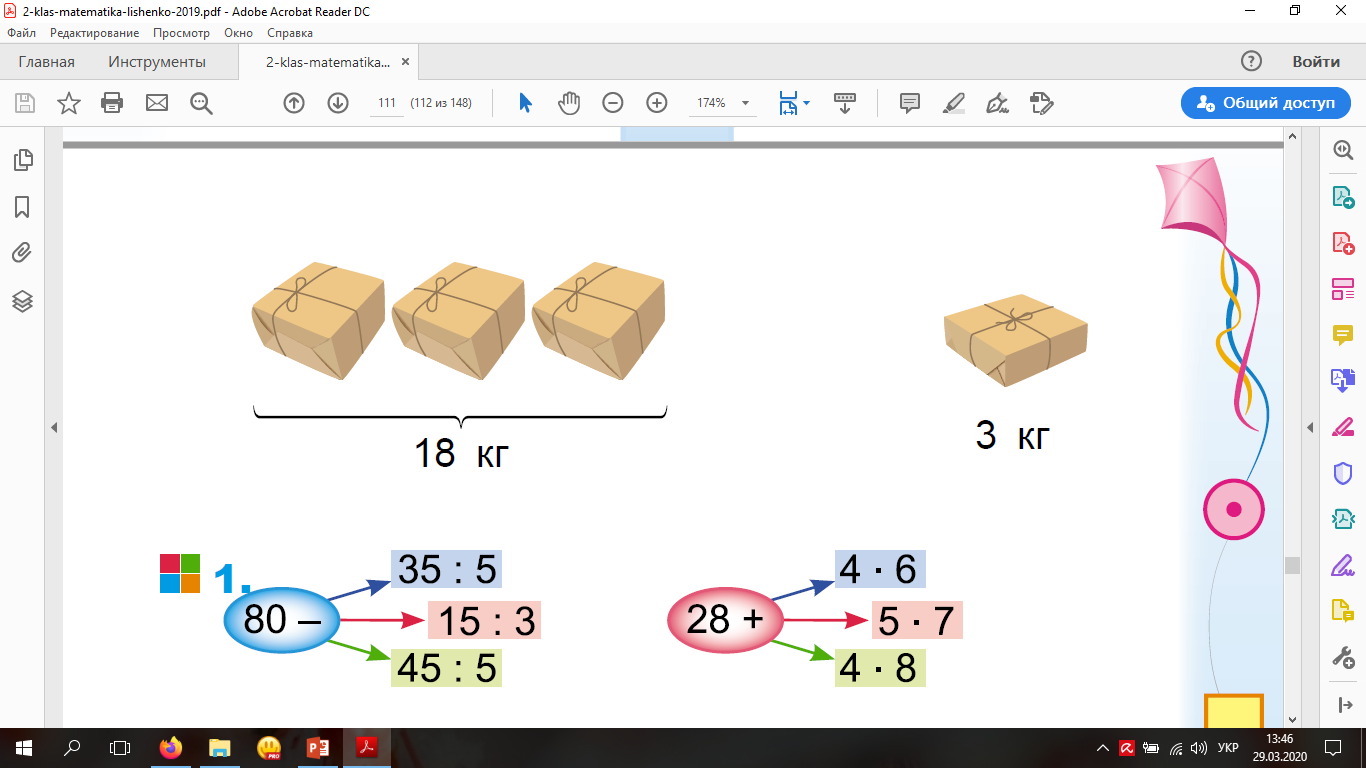 2-klas-matematika-lishenko-2019.pdf - Adobe Acrobat Reader DC
Файл Редактирование Просмотр Окно Справка
Главная Инструменты 2-klas-matematika... × Войти
111 (112 из 148) 174% Общий доступ
18 кг
3 кг
1.
80 –
35 : 5
15 : 3
45 : 5
28 +
4 · 6
5 · 7
4 · 8
PRO
УКР
13:46
29.03.2020